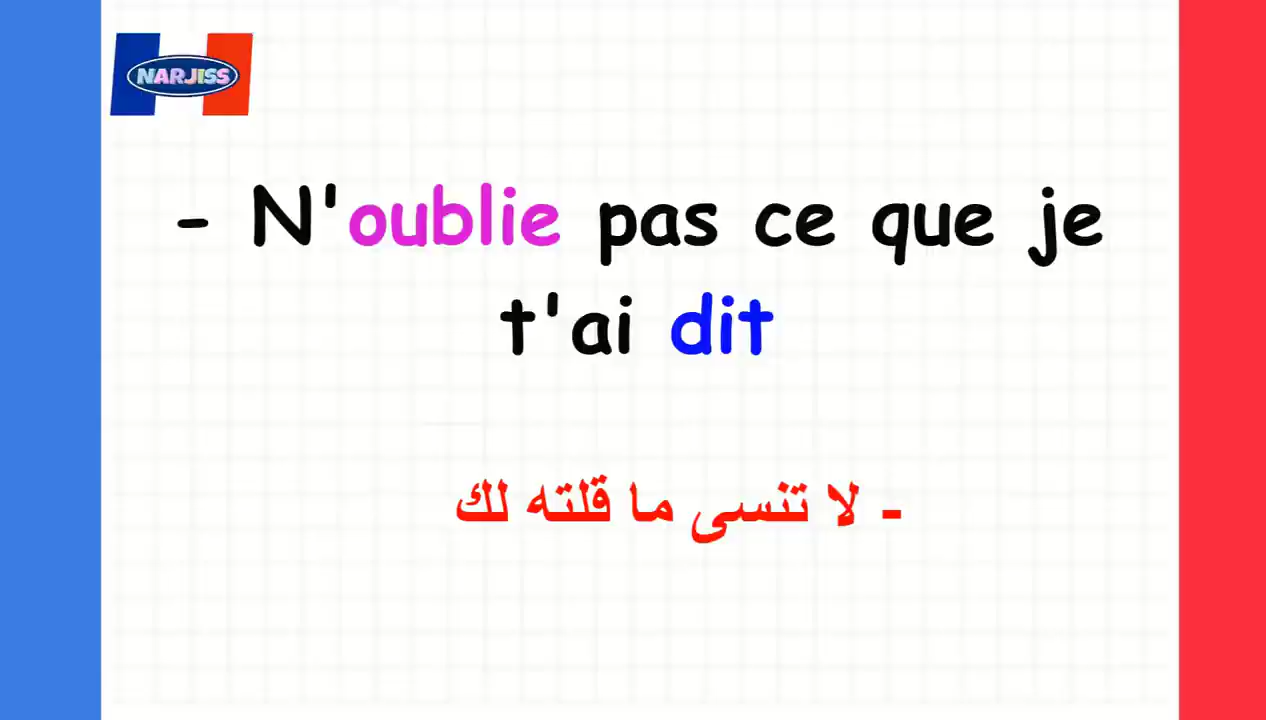 NARJISS
- N'oublie pas ce que je
t'ai dit
- لا تنسى ما قلته لك